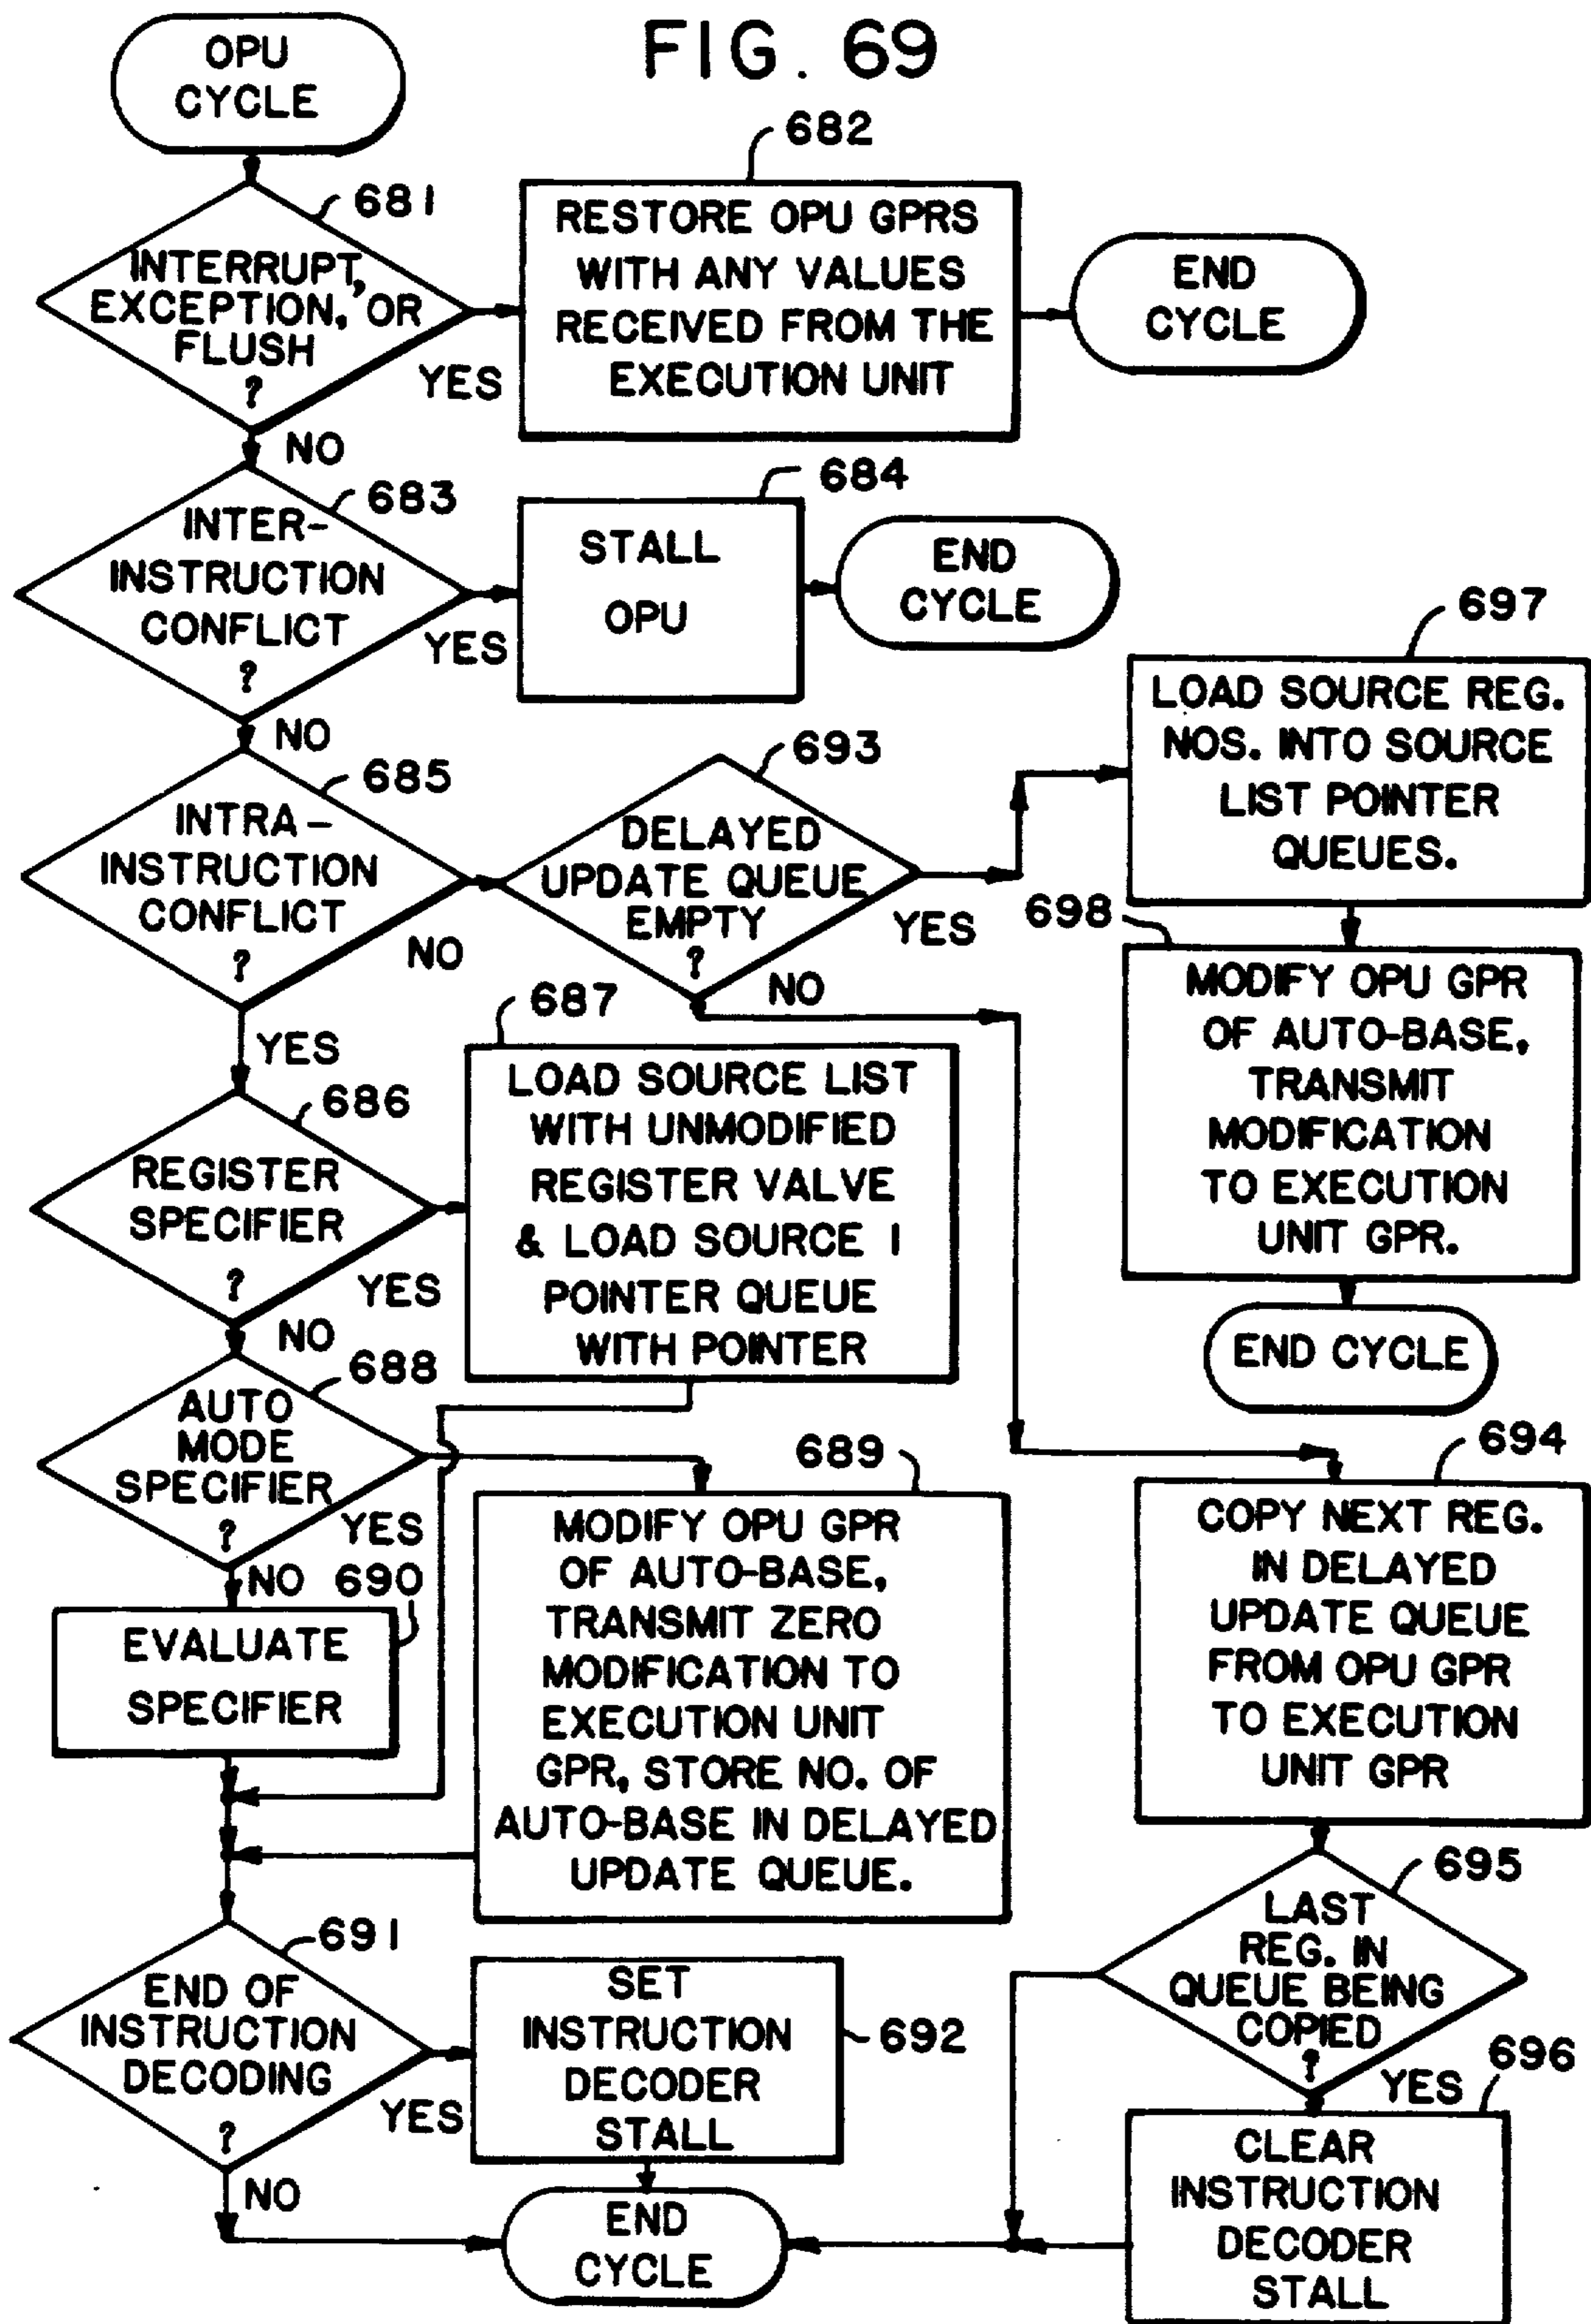 FIG. 69
OPU
CYCLE
681
INTERRUPT,
EXCEPTION, OR
FLUSH
?
YES
NO
682
RESTORE OPU GPRS
WITH ANY VALUES
RECEIVED FROM THE
EXECUTION UNIT
END
CYCLE
683
INTER-
INSTRUCTION
CONFLICT
?
YES
NO
684
STALL
OPU
END
CYCLE
685
INTRA-
INSTRUCTION
CONFLICT
?
NO
YES
693
DELAYED
UPDATE QUEUE
EMPTY
?
YES
NO
697
LOAD SOURCE REG.
NOS. INTO SOURCE
LIST POINTER
QUEUES.
698
MODIFY OPU GPR
OF AUTO-BASE,
TRANSMIT
MODIFICATION
TO EXECUTION
UNIT GPR.
END CYCLE
686
REGISTER
SPECIFIER
?
YES
NO
687
LOAD SOURCE LIST
WITH UNMODIFIED
REGISTER VALVE
& LOAD SOURCE I
POINTER QUEUE
WITH POINTER
688
AUTO
MODE
SPECIFIER
?
YES
NO
689
MODIFY OPU GPR
OF AUTO-BASE,
TRANSMIT ZERO
MODIFICATION TO
EXECUTION UNIT
GPR, STORE NO. OF
AUTO-BASE IN DELAYED
UPDATE QUEUE.
690
EVALUATE
SPECIFIER
694
COPY NEXT REG.
IN DELAYED
UPDATE QUEUE
FROM OPU GPR
TO EXECUTION
UNIT GPR
695
LAST
REG. IN
QUEUE BEING
COPIED
?
YES
696
CLEAR
INSTRUCTION
DECODER
STALL
691
END OF
INSTRUCTION
DECODING
?
YES
NO
692
SET
INSTRUCTION
DECODER
STALL
END
CYCLE